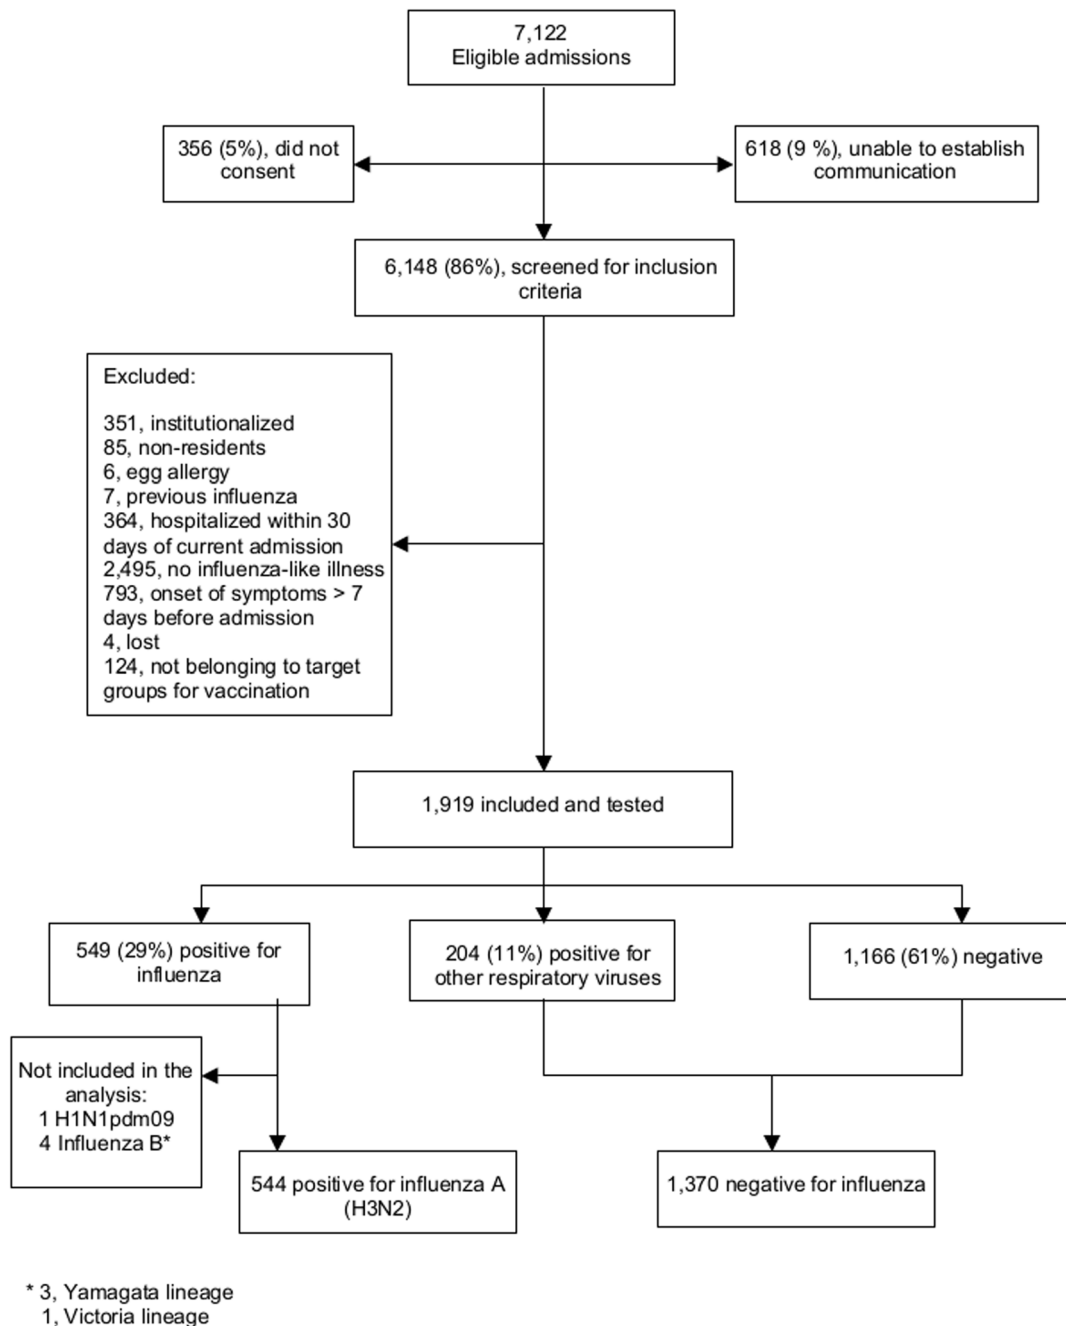 7,122
Eligible admissions
356 (5%), did not
consent
618 (9 %), unable to establish
communication
6,148 (86%), screened for inclusion
criteria
Excluded:
351, institutionalized
85, non-residents
6, egg allergy
7, previous influenza
364, hospitalized within 30
days of current admission
2,495, no influenza-like illness
793, onset of symptoms > 7
days before admission
4, lost
124, not belonging to target
groups for vaccination
1,919 included and tested
549 (29%) positive for
influenza
204 (11%) positive for
other respiratory viruses
1,166 (61%) negative
Not included in the
analysis:
1 H1N1pdm09
4 Influenza B*
544 positive for influenza A
(H3N2)
1,370 negative for influenza
* 3, Yamagata lineage
1, Victoria lineage